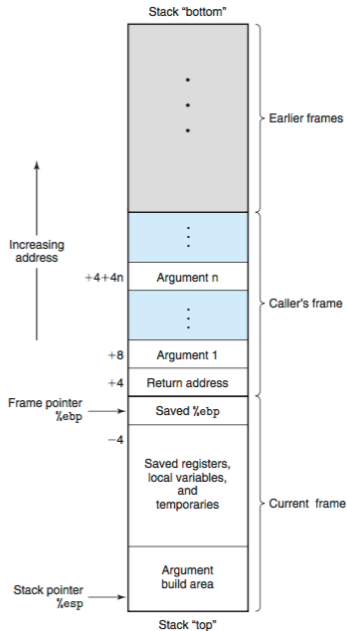 Stack “bottom”
Earlier frames
Increasing
address
+4+4n
Argument n
Caller's frame
+8
Argument 1
+4
Return address
Frame pointer
%ebp
Saved %ebp
−4
Saved registers,
local variables,
and
temporaries
Current frame
Argument
build area
Stack pointer
%esp
Stack “top”